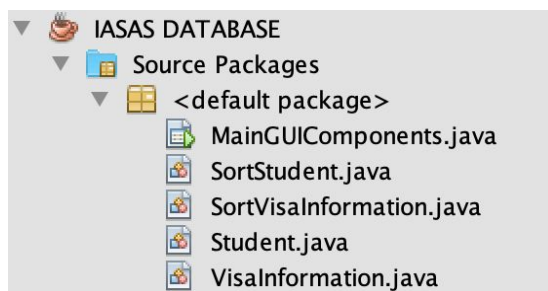 IASAS DATABASE
Source Packages
<default package>
MainGUIComponents.java
SortStudent.java
SortVisaInformation.java
Student.java
VisaInformation.java